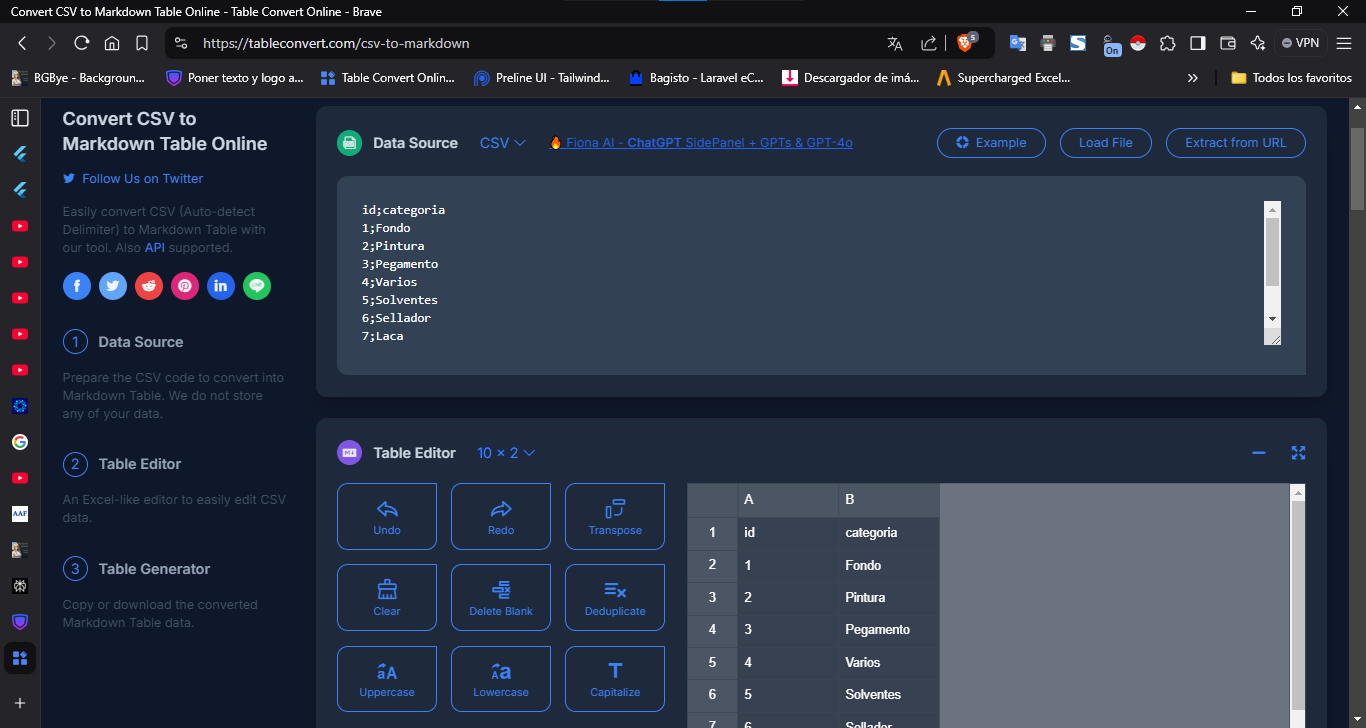 Convert CSV to Markdown Table Online - Table Convert Online - Brave
https://tableconvert.com/csv-to-markdown
5
On
VPN
BGBye - Backgroun...
Poner texto y logo a...
Table Convert Onlin...
Preline UI - Tailwind...
Bagisto - Laravel eC...
Descargador de imá...
Supercharged Excel...
»
Todos los favoritos
AAF
Convert CSV to
Markdown Table Online
Follow Us on Twitter
Easily convert CSV (Auto-detect
Delimiter) to Markdown Table with
our tool. Also API supported.
1 Data Source
Prepare the CSV code to convert into
Markdown Table. We do not store
any of your data.
2 Table Editor
An Excel-like editor to easily edit CSV
data.
3 Table Generator
Copy or download the converted
Markdown Table data.
Data Source
CSV
🔥 Fiona AI - ChatGPT SidePanel + GPTs & GPT-4o
Example
Load File
Extract from URL
id;categoria
1;Fondo
2;Pintura
3;Pegamento
4;Varios
5;Solventes
6;Sellador
7;Laca
Table Editor
10 × 2
Undo
Redo
Transpose
Clear
Delete Blank
Deduplicate
Uppercase
Lowercase
Capitalize
A B
1 id categoria
2 1 Fondo
3 2 Pintura
4 3 Pegamento
5 4 Varios
6 5 Solventes
7 6 Sellador